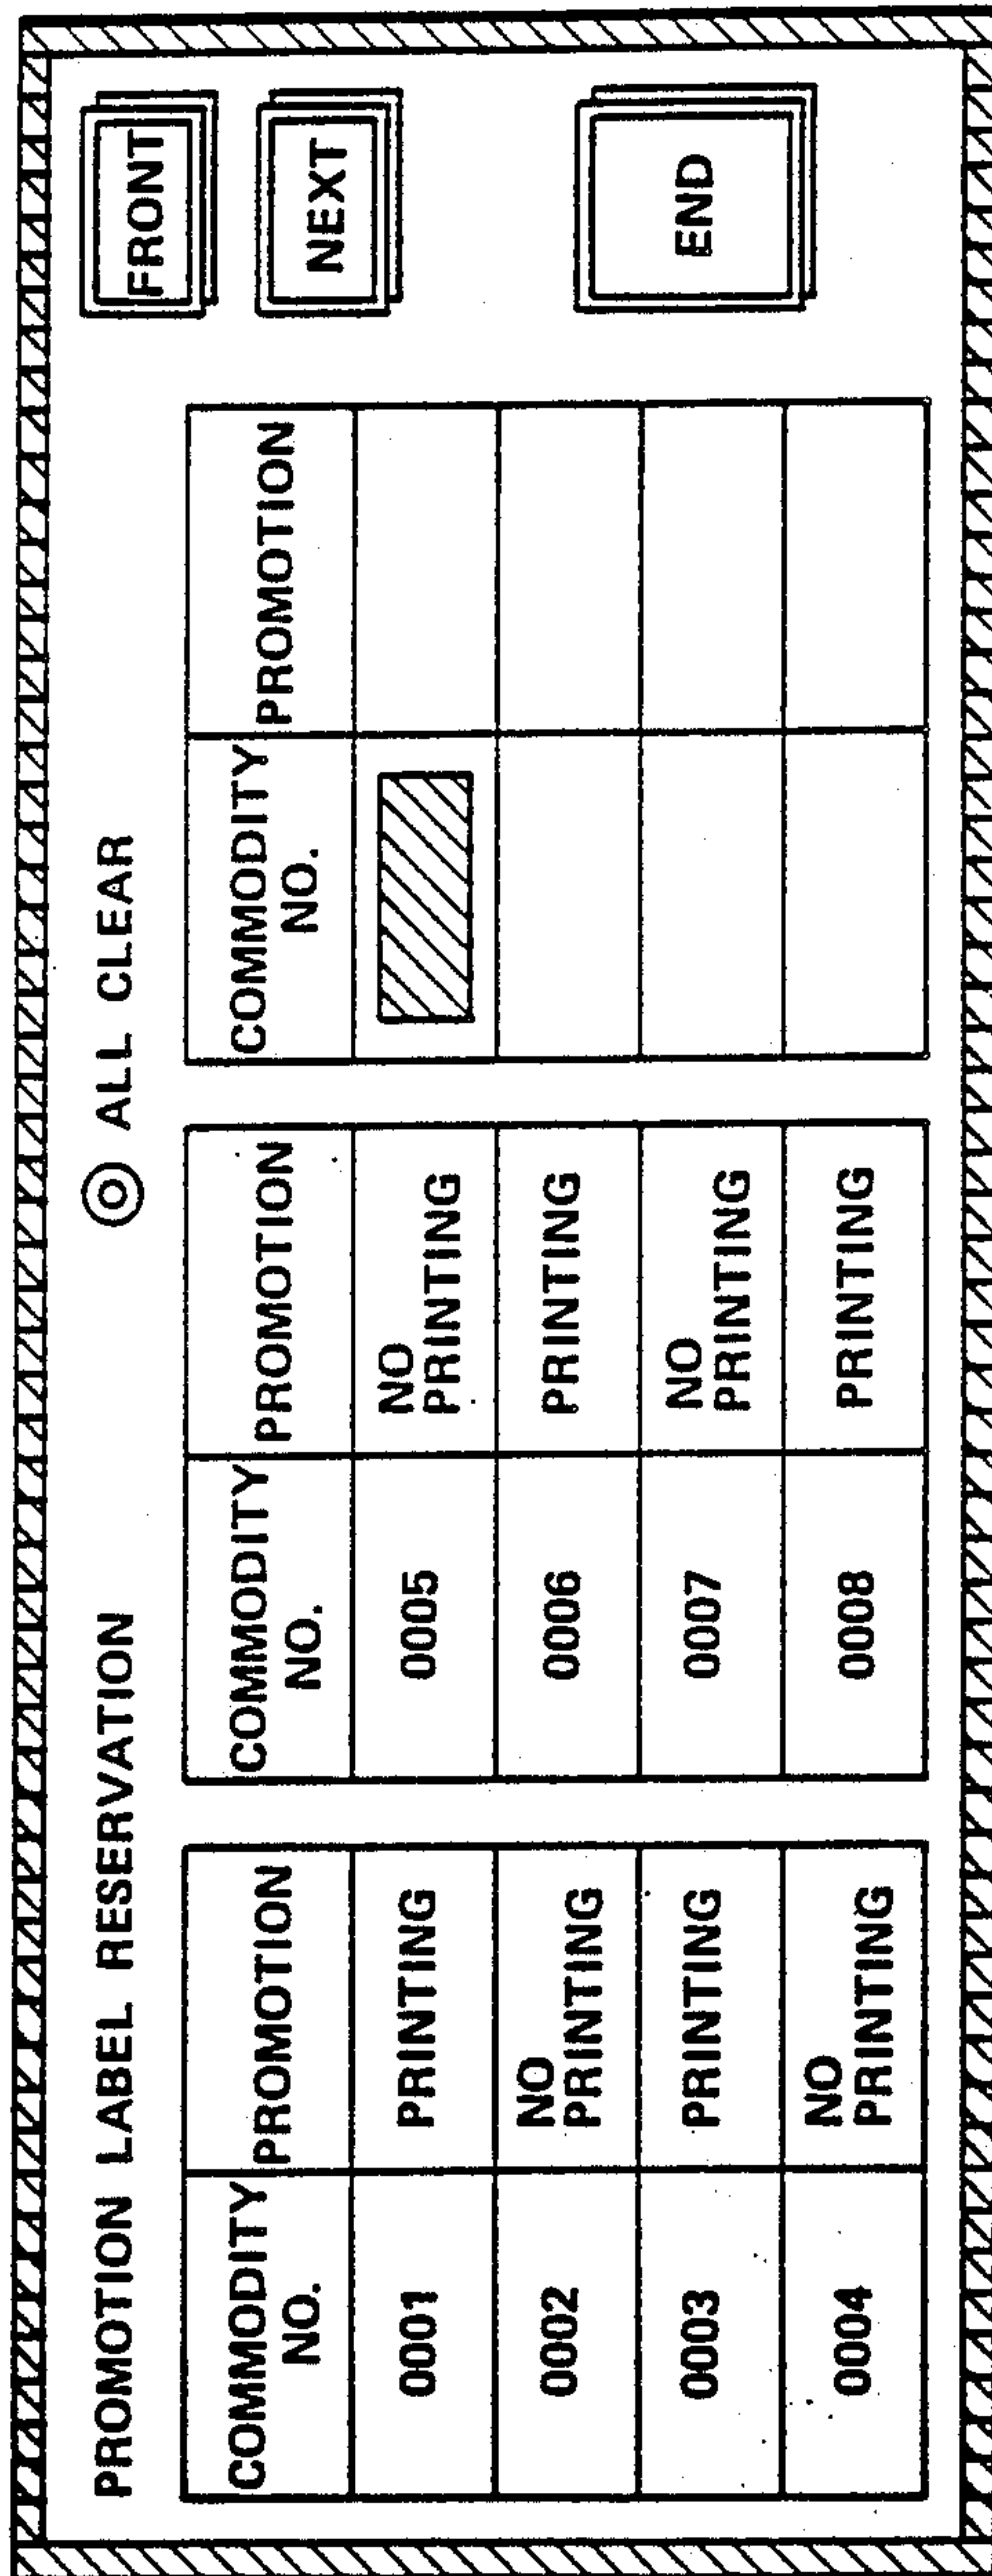 PROMOTION LABEL RESERVATION
ALL CLEAR
FRONT
NEXT
END
COMMODITY NO. PROMOTION
0001 PRINTING
0002 NO PRINTING
0003 PRINTING
0004 NO PRINTING
COMMODITY NO. PROMOTION
0005 NO PRINTING
0006 PRINTING
0007 NO PRINTING
0008 PRINTING
COMMODITY NO. PROMOTION